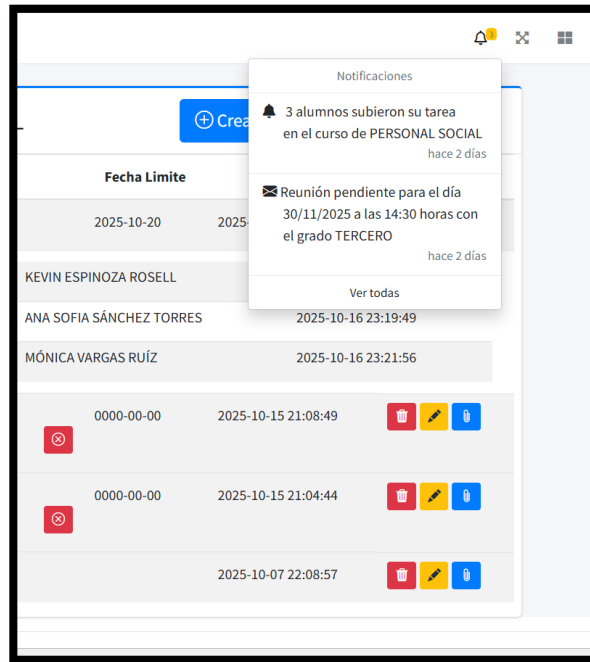 3
Notificaciones
3 alumnos subieron su tarea
en el curso de PERSONAL SOCIAL
hace 2 días
Reunión pendiente para el día
30/11/2025 a las 14:30 horas con
el grado TERCERO
hace 2 días
Ver todas
Crea
Fecha Limite
2025-10-20 2025-
KEVIN ESPINOZA ROSELL
ANA SOFIA SÁNCHEZ TORRES 2025-10-16 23:19:49
MÓNICA VARGAS RUÍZ 2025-10-16 23:21:56
0000-00-00 2025-10-15 21:08:49
0000-00-00 2025-10-15 21:04:44
2025-10-07 22:08:57